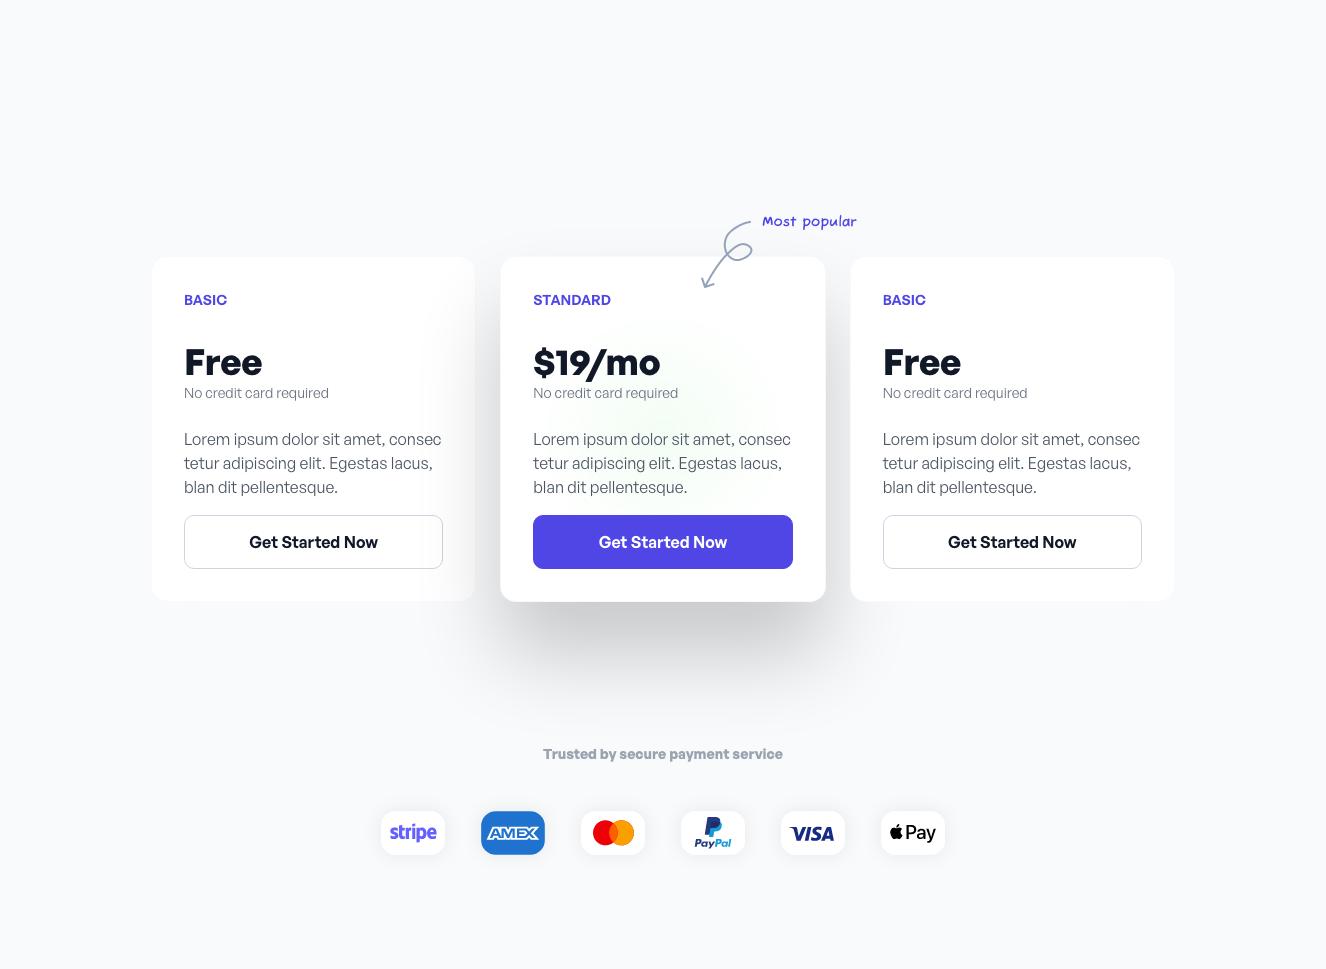 Most popular
BASIC
Free
No credit card required
Lorem ipsum dolor sit amet, consec
tetur adipiscing elit. Egestas lacus,
blan dit pellentesque.
Get Started Now
STANDARD
$19/mo
No credit card required
Lorem ipsum dolor sit amet, consec
tetur adipiscing elit. Egestas lacus,
blan dit pellentesque.
Get Started Now
BASIC
Free
No credit card required
Lorem ipsum dolor sit amet, consec
tetur adipiscing elit. Egestas lacus,
blan dit pellentesque.
Get Started Now
Trusted by secure payment service
stripe
AMEX
PayPal
VISA
Pay